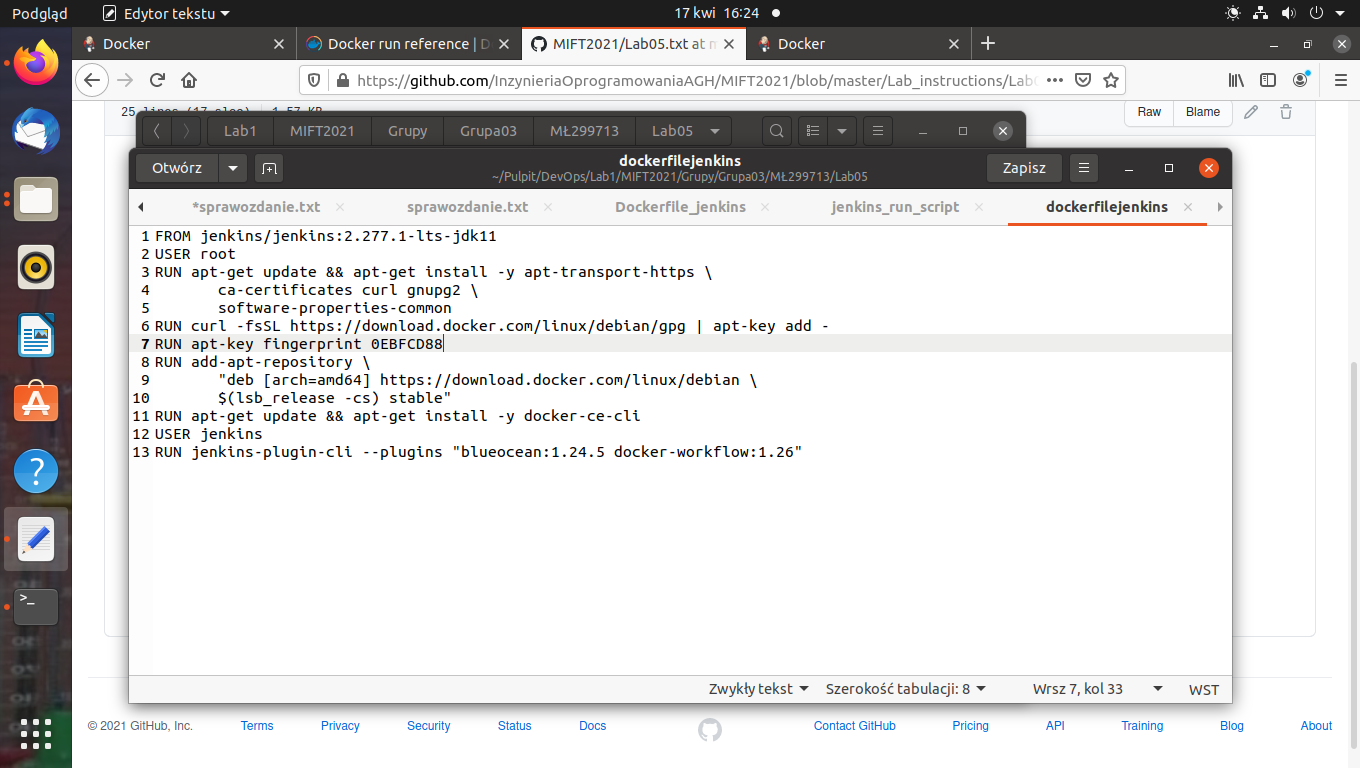 Podgląd Edytor tekstu 17 kwi 16:24
Docker Docker run reference | D MIFT2021/Lab05.txt at m Docker
https://github.com/InzynieriaOprogramowaniaAGH/MIFT2021/blob/master/Lab_instructions/Lab
25 lines (17 sloc) 1.57 KB Raw Blame
Lab1 MIFT2021 Grupy Grupa03 MŁ299713 Lab05
Otwórz dockerfilejenkins Zapisz
~/Pulpit/DevOps/Lab1/MIFT2021/Grupy/Grupa03/MŁ299713/Lab05
*sprawozdanie.txt sprawozdanie.txt Dockerfile_jenkins jenkins_run_script dockerfilejenkins
1 FROM jenkins/jenkins:2.277.1-lts-jdk11
2 USER root
3 RUN apt-get update && apt-get install -y apt-transport-https \
4 ca-certificates curl gnupg2 \
5 software-properties-common
6 RUN curl -fsSL https://download.docker.com/linux/debian/gpg | apt-key add -
7 RUN apt-key fingerprint 0EBFCD88
8 RUN add-apt-repository \
9 "deb [arch=amd64] https://download.docker.com/linux/debian \
10 $(lsb_release -cs) stable"
11 RUN apt-get update && apt-get install -y docker-ce-cli
12 USER jenkins
13 RUN jenkins-plugin-cli --plugins "blueocean:1.24.5 docker-workflow:1.26"
Zwykły tekst Szerokość tabulacji: 8 Wrsz 7, kol 33 WST
© 2021 GitHub, Inc. Terms Privacy Security Status Docs Contact GitHub Pricing API Training Blog About